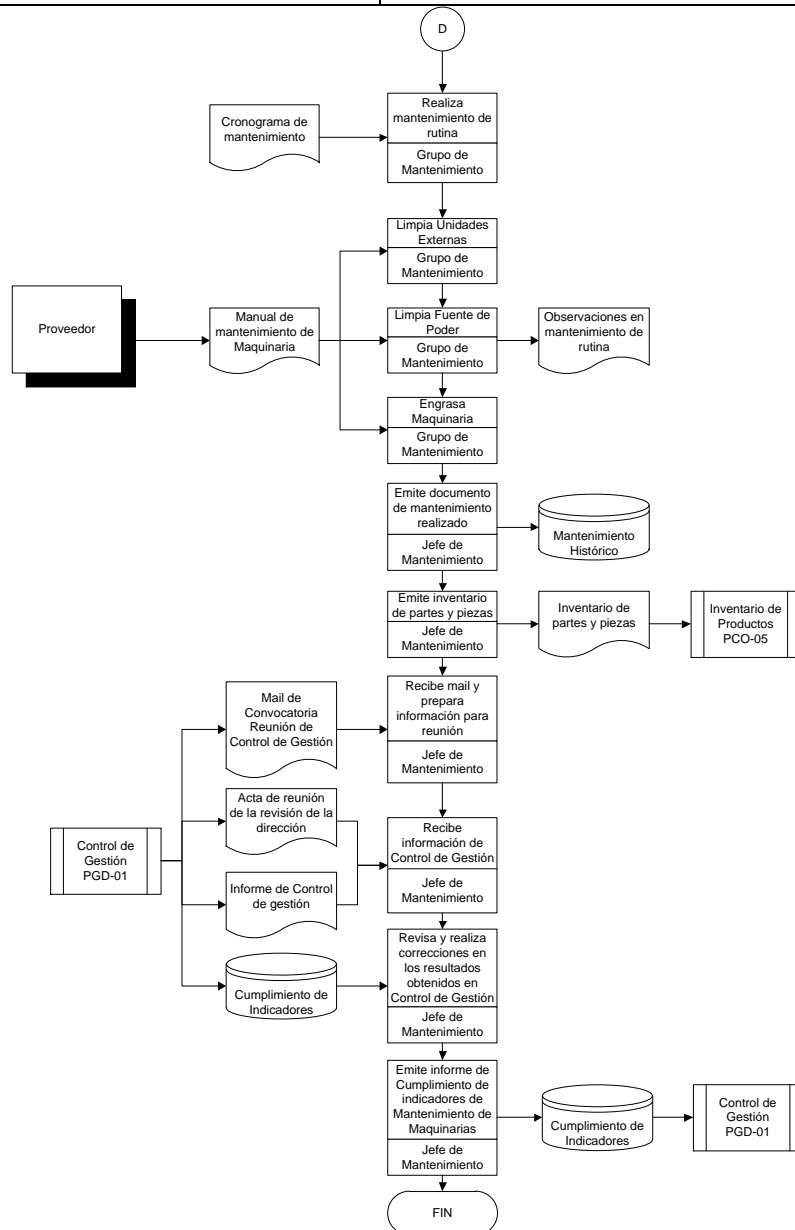 D
Realiza
mantenimiento de
rutina
Grupo de
Mantenimiento
Cronograma de
mantenimiento
Limpia Unidades
Externas
Grupo de
Mantenimiento
Proveedor
Manual de
mantenimiento de
Maquinaria
Limpia Fuente de
Poder
Grupo de
Mantenimiento
Observaciones en
mantenimiento de
rutina
Engrasa
Maquinaria
Grupo de
Mantenimiento
Emite documento
de mantenimiento
realizado
Jefe de
Mantenimiento
Mantenimiento
Histórico
Emite inventario
de partes y piezas
Jefe de
Mantenimiento
Inventario de
partes y piezas
Inventario de
Productos
PCO-05
Mail de
Convocatoria
Reunión de
Control de Gestión
Recibe mail y
prepara
información para
reunión
Jefe de
Mantenimiento
Control de
Gestión
PGD-01
Acta de reunión
de la revisión de la
dirección
Informe de Control
de gestión
Recibe
información de
Control de Gestión
Jefe de
Mantenimiento
Cumplimiento de
Indicadores
Revisa y realiza
correcciones en
los resultados
obtenidos en
Control de Gestión
Jefe de
Mantenimiento
Emite informe de
Cumplimiento de
indicadores de
Mantenimiento de
Maquinarias
Jefe de
Mantenimiento
Cumplimiento de
Indicadores
Control de
Gestión
PGD-01
FIN